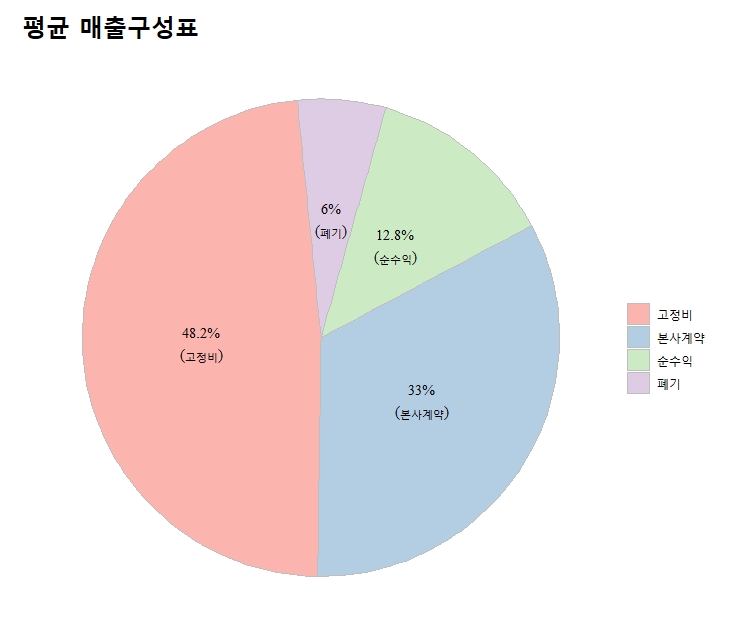 평균 매출구성표
6%
(폐기)
12.8%
(순수익)
48.2%
(고정비)
33%
(본사계약)
고정비
본사계약
순수익
폐기